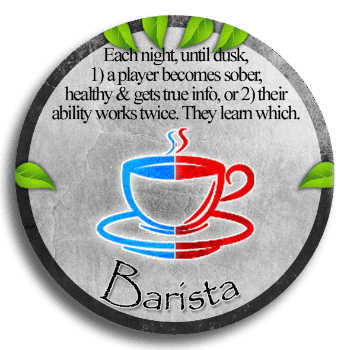 Each night, until dusk,
1) a player becomes sober,
healthy & gets true info, or 2) their
ability works twice. They learn which.
Barista